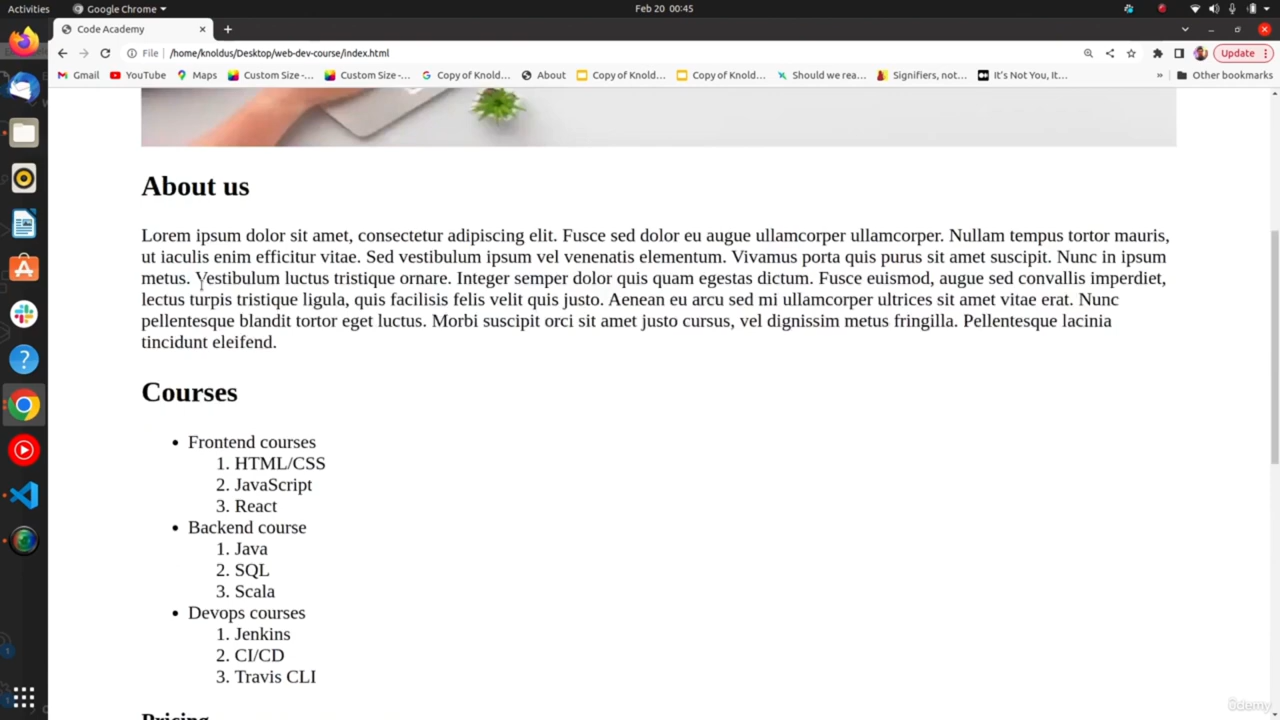 Activities
Google Chrome
Feb 20 00:45
Code Academy
File
/home/knoldus/Desktop/web-dev-course/index.html
Update
Gmail
YouTube
Maps
Custom Size -...
Custom Size -...
Copy of Knold...
About
Copy of Knold...
Copy of Knold...
Should we rea...
Signifiers, not...
It's Not You, It...
»
Other bookmarks
About us
Lorem ipsum dolor sit amet, consectetur adipiscing elit. Fusce sed dolor eu augue ullamcorper ullamcorper. Nullam tempus tortor mauris,
ut iaculis enim efficitur vitae. Sed vestibulum ipsum vel venenatis elementum. Vivamus porta quis purus sit amet suscipit. Nunc in ipsum
metus. Vestibulum luctus tristique ornare. Integer semper dolor quis quam egestas dictum. Fusce euismod, augue sed convallis imperdiet,
lectus turpis tristique ligula, quis facilisis felis velit quis justo. Aenean eu arcu sed mi ullamcorper ultrices sit amet vitae erat. Nunc
pellentesque blandit tortor eget luctus. Morbi suscipit orci sit amet justo cursus, vel dignissim metus fringilla. Pellentesque lacinia
tincidunt eleifend.
Courses
• Frontend courses
1. HTML/CSS
2. JavaScript
3. React
• Backend course
1. Java
2. SQL
3. Scala
• Devops courses
1. Jenkins
2. CI/CD
3. Travis CLI
Pricing
ûdemy